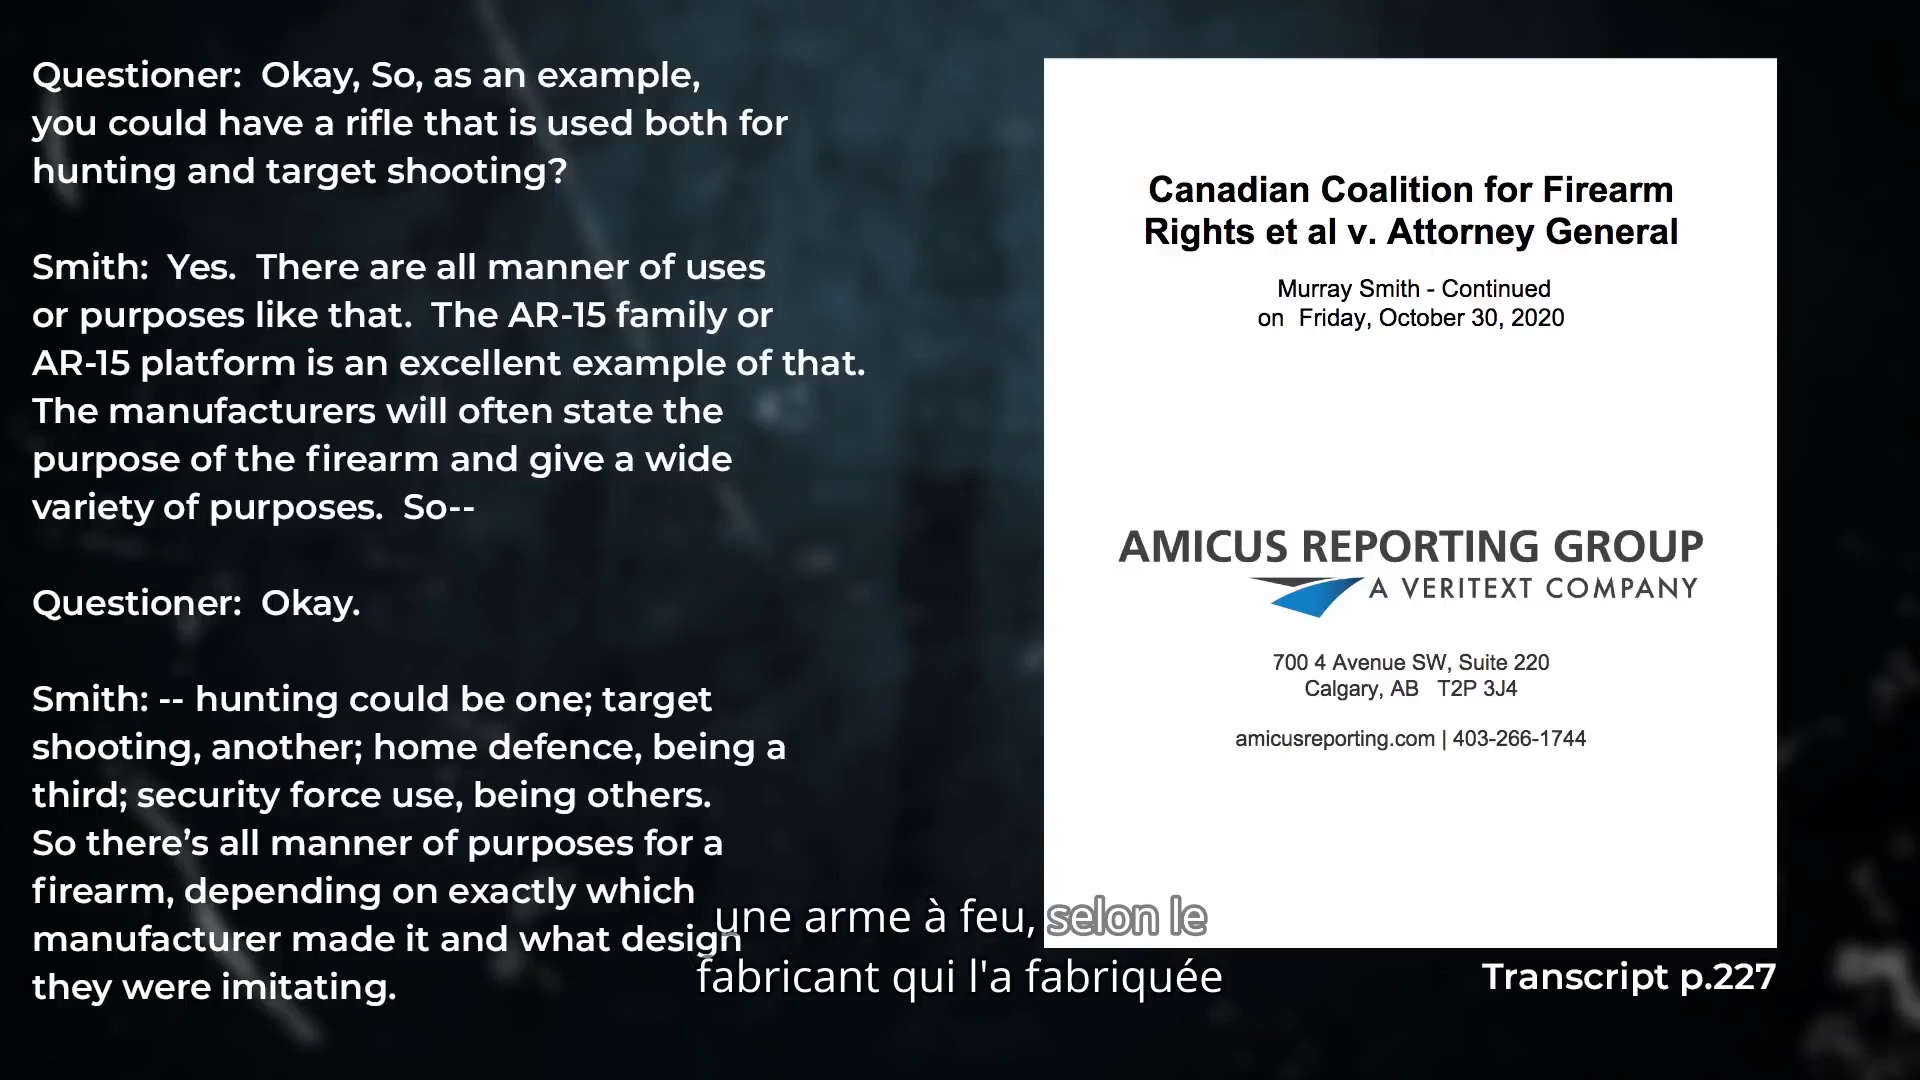 Questioner:  Okay, So, as an example,
you could have a rifle that is used both for
hunting and target shooting?
Smith:  Yes.  There are all manner of uses
or purposes like that.  The AR-15 family or
AR-15 platform is an excellent example of that.
The manufacturers will often state the
purpose of the firearm and give a wide
variety of purposes.  So--
Questioner:  Okay.
Smith: -- hunting could be one; target
shooting, another; home defence, being a
third; security force use, being others.
So there’s all manner of purposes for a
firearm, depending on exactly which
manufacturer made it and what design
they were imitating.
Canadian Coalition for Firearm
Rights et al v. Attorney General
Murray Smith - Continued
on  Friday, October 30, 2020
AMICUS REPORTING GROUP
A VERITEXT COMPANY
700 4 Avenue SW, Suite 220
Calgary, AB   T2P 3J4
amicusreporting.com | 403-266-1744
Transcript p.227
une arme à feu, selon le
fabricant qui l'a fabriquée